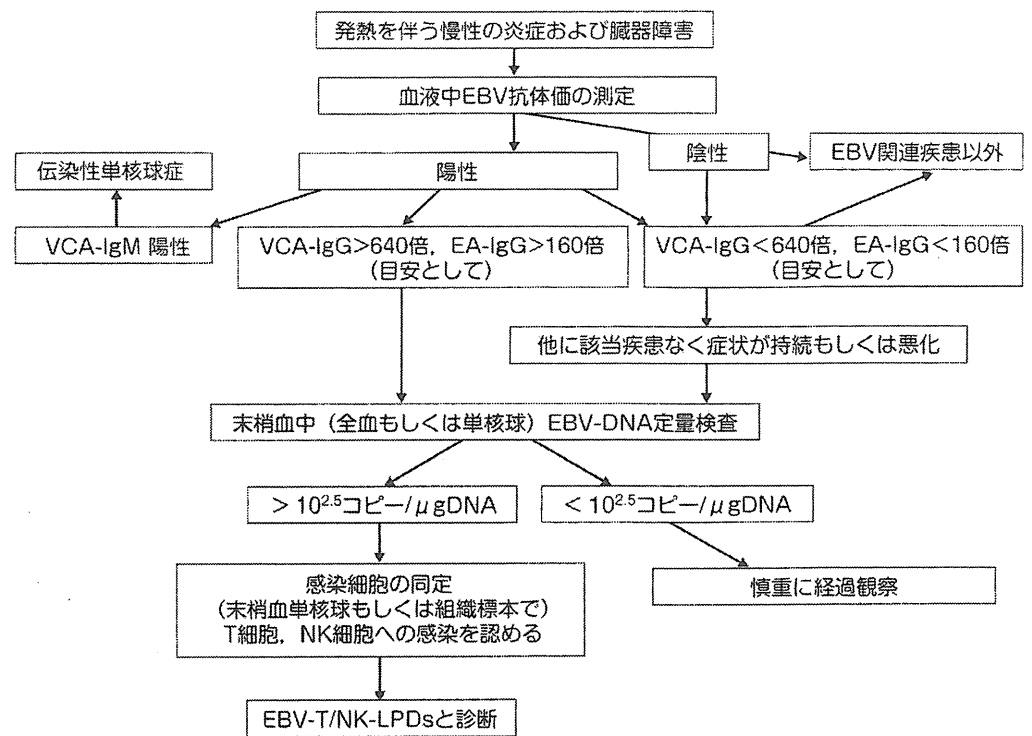 発熱を伴う慢性の炎症および臓器障害
血液中EBV抗体価の測定
陰性
EBV関連疾患以外
伝染性単核球症
陽性
VCA-IgM 陽性
VCA-IgG>640倍，EA-IgG>160倍
（目安として）
VCA-IgG<640倍，EA-IgG<160倍
（目安として）
他に該当疾患なく症状が持続もしくは悪化
末梢血中（全血もしくは単核球）EBV-DNA定量検査
> 10²·⁵コピー/μgDNA
< 10²·⁵コピー/μgDNA
感染細胞の同定
（末梢血単核球もしくは組織標本で）
T細胞，NK細胞への感染を認める
慎重に経過観察
EBV-T/NK-LPDsと診断